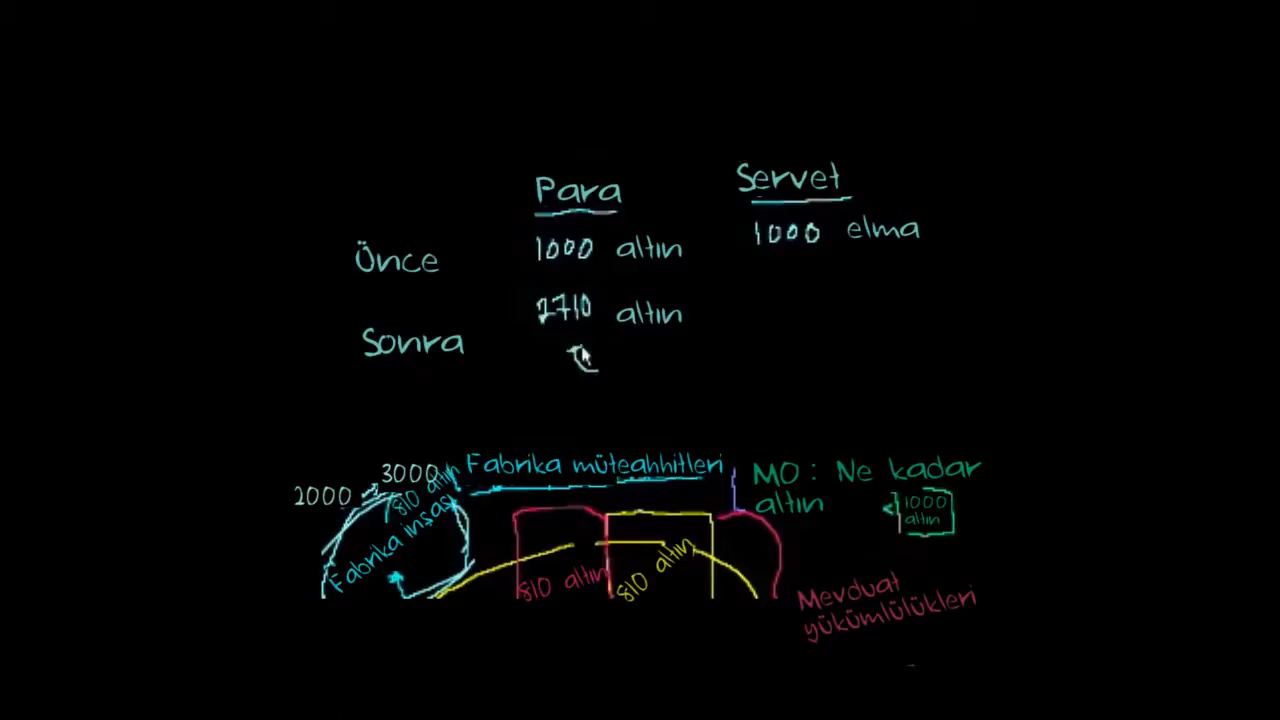 Para
Servet
Önce
1000 altın
1000 elma
2710 altın
Sonra
3000
2000
810 altın
Fabrika inşası
Fabrika müteahhitleri
MO : Ne kadar
altın
1000
altın
810 altın
810 altın
Mevduat
yükümlülükleri